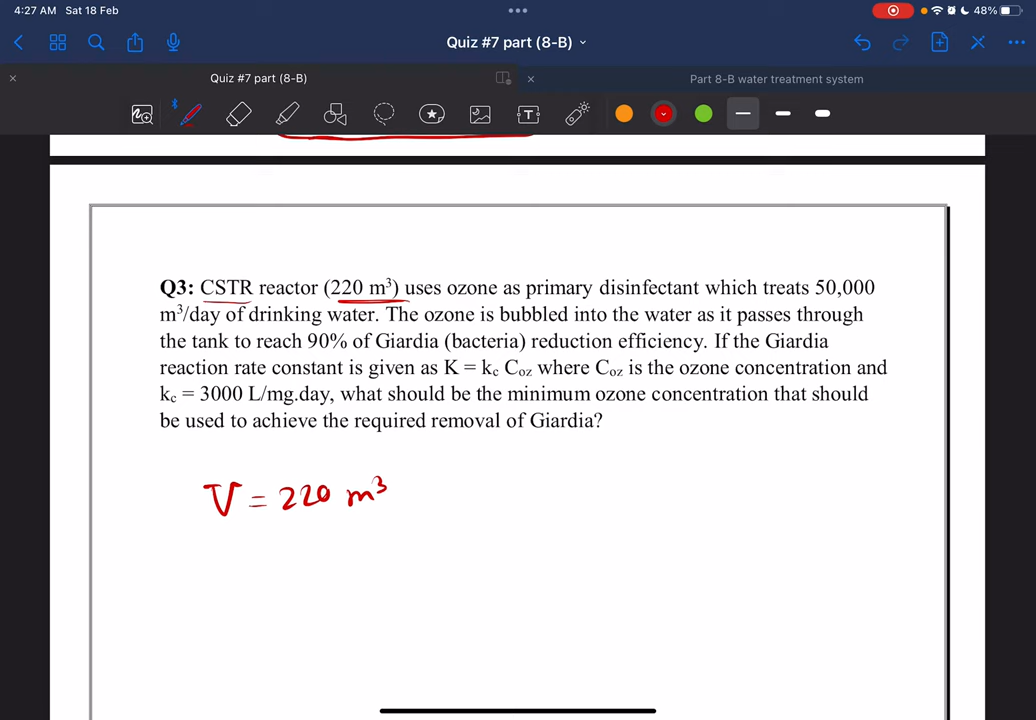 4:27 AM Sat 18 Feb
48%
Quiz #7 part (8-B)
Quiz #7 part (8-B)
Part 8-B water treatment system
T
Q3: CSTR reactor (220 m³) uses ozone as primary disinfectant which treats 50,000
m³/day of drinking water. The ozone is bubbled into the water as it passes through
the tank to reach 90% of Giardia (bacteria) reduction efficiency. If the Giardia
reaction rate constant is given as K = kc Coz where Coz is the ozone concentration and
kc = 3000 L/mg.day, what should be the minimum ozone concentration that should
be used to achieve the required removal of Giardia?
V = 220 m³